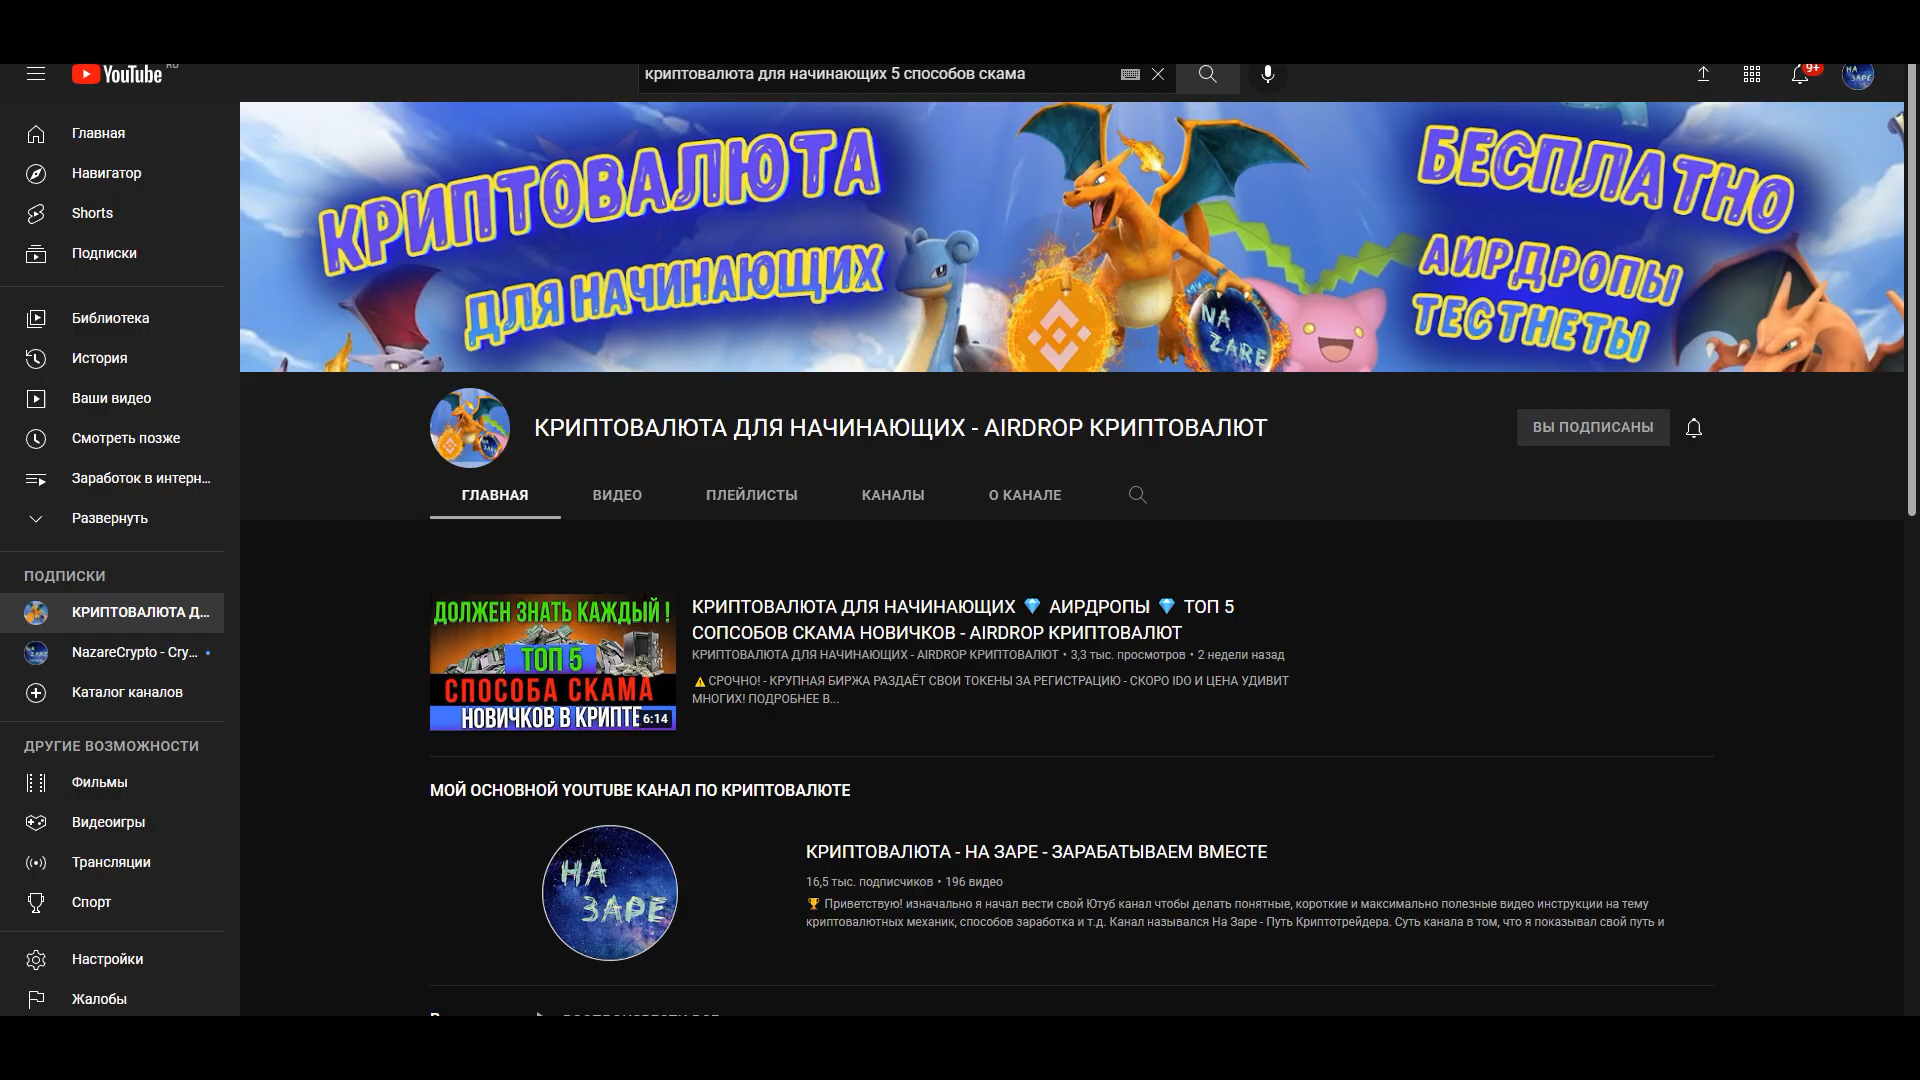 YouTube RU
криптовалюта для начинающих 5 способов скама
9+
НА ЗАРЕ
Главная
Навигатор
Shorts
Подписки
Библиотека
История
Ваши видео
Смотреть позже
Заработок в интерн...
Развернуть
ПОДПИСКИ
КРИПТОВАЛЮТА Д...
NazareCrypto - Cry...
Каталог каналов
ДРУГИЕ ВОЗМОЖНОСТИ
Фильмы
Видеоигры
Трансляции
Спорт
Настройки
Жалобы
КРИПТОВАЛЮТА
ДЛЯ НАЧИНАЮЩИХ
NA
ZARE
БЕСПЛАТНО
АИРДРОПЫ
ТЕСТНЕТЫ
КРИПТОВАЛЮТА ДЛЯ НАЧИНАЮЩИХ - AIRDROP КРИПТОВАЛЮТ
ВЫ ПОДПИСАНЫ
ГЛАВНАЯ ВИДЕО ПЛЕЙЛИСТЫ КАНАЛЫ О КАНАЛЕ
ДОЛЖЕН ЗНАТЬ КАЖДЫЙ !
ТОП 5
СПОСОБА СКАМА
НОВИЧКОВ В КРИПТЕ
6:14
КРИПТОВАЛЮТА ДЛЯ НАЧИНАЮЩИХ 💎 АИРДРОПЫ 💎 ТОП 5
СОПСОБОВ СКАМА НОВИЧКОВ - AIRDROP КРИПТОВАЛЮТ
КРИПТОВАЛЮТА ДЛЯ НАЧИНАЮЩИХ - AIRDROP КРИПТОВАЛЮТ • 3,3 тыс. просмотров • 2 недели назад
⚠️ СРОЧНО! - КРУПНАЯ БИРЖА РАЗДАЁТ СВОИ ТОКЕНЫ ЗА РЕГИСТРАЦИЮ - СКОРО IDO И ЦЕНА УДИВИТ
МНОГИХ! ПОДРОБНЕЕ В...
МОЙ ОСНОВНОЙ YOUTUBE КАНАЛ ПО КРИПТОВАЛЮТЕ
НА
ЗАРЕ
КРИПТОВАЛЮТА - НА ЗАРЕ - ЗАРАБАТЫВАЕМ ВМЕСТЕ
16,5 тыс. подписчиков • 196 видео
🏆 Приветствую! изначально я начал вести свой Ютуб канал чтобы делать понятные, короткие и максимально полезные видео инструкции на тему
криптовалютных механик, способов заработка и т.д. Канал назывался На Заре - Путь Криптотрейдера. Суть канала в том, что я показывал свой путь и